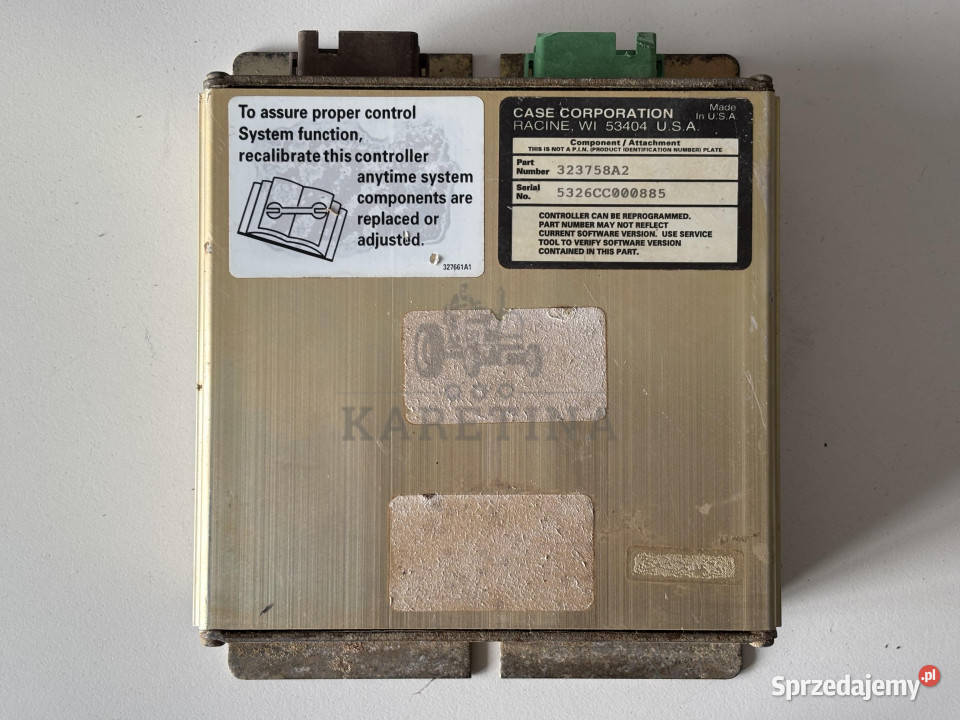 To assure proper control
System function,
recalibrate this controller
anytime system
components are
replaced or
adjusted.
327661A1
CASE CORPORATION
RACINE, WI 53404 U.S.A.
Made
In U.S.A
Component / Attachment
THIS IS NOT A P.I.N. (PRODUCT IDENTIFICATION NUMBER) PLATE
Part
Number 323758A2
Serial
No. 5326CC000885
CONTROLLER CAN BE REPROGRAMMED.
PART NUMBER MAY NOT REFLECT
CURRENT SOFTWARE VERSION. USE SERVICE
TOOL TO VERIFY SOFTWARE VERSION
CONTAINED IN THIS PART.
KARETINA
Sprzedajemy.pl